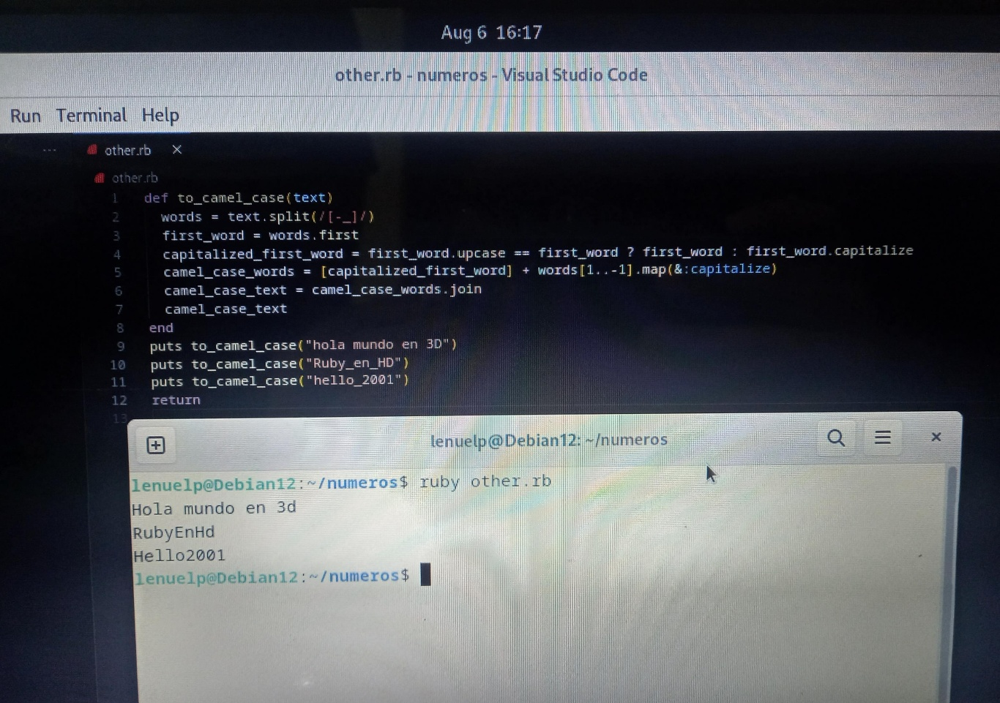 Aug 6 16:17
other.rb - numeros - Visual Studio Code
Run Terminal Help
... other.rb ×
other.rb
1 def to_camel_case(text)
2 words = text.split(/[-_]/)
3 first_word = words.first
4 capitalized_first_word = first_word.upcase == first_word ? first_word : first_word.capitalize
5 camel_case_words = [capitalized_first_word] + words[1..-1].map(&:capitalize)
6 camel_case_text = camel_case_words.join
7 camel_case_text
8 end
9 puts to_camel_case("hola mundo en 3D")
10 puts to_camel_case("Ruby_en_HD")
11 puts to_camel_case("hello_2001")
12 return
13
lenuelp@Debian12: ~/numeros
lenuelp@Debian12:~/numeros$ ruby other.rb
Hola mundo en 3d
RubyEnHd
Hello2001
lenuelp@Debian12:~/numeros$